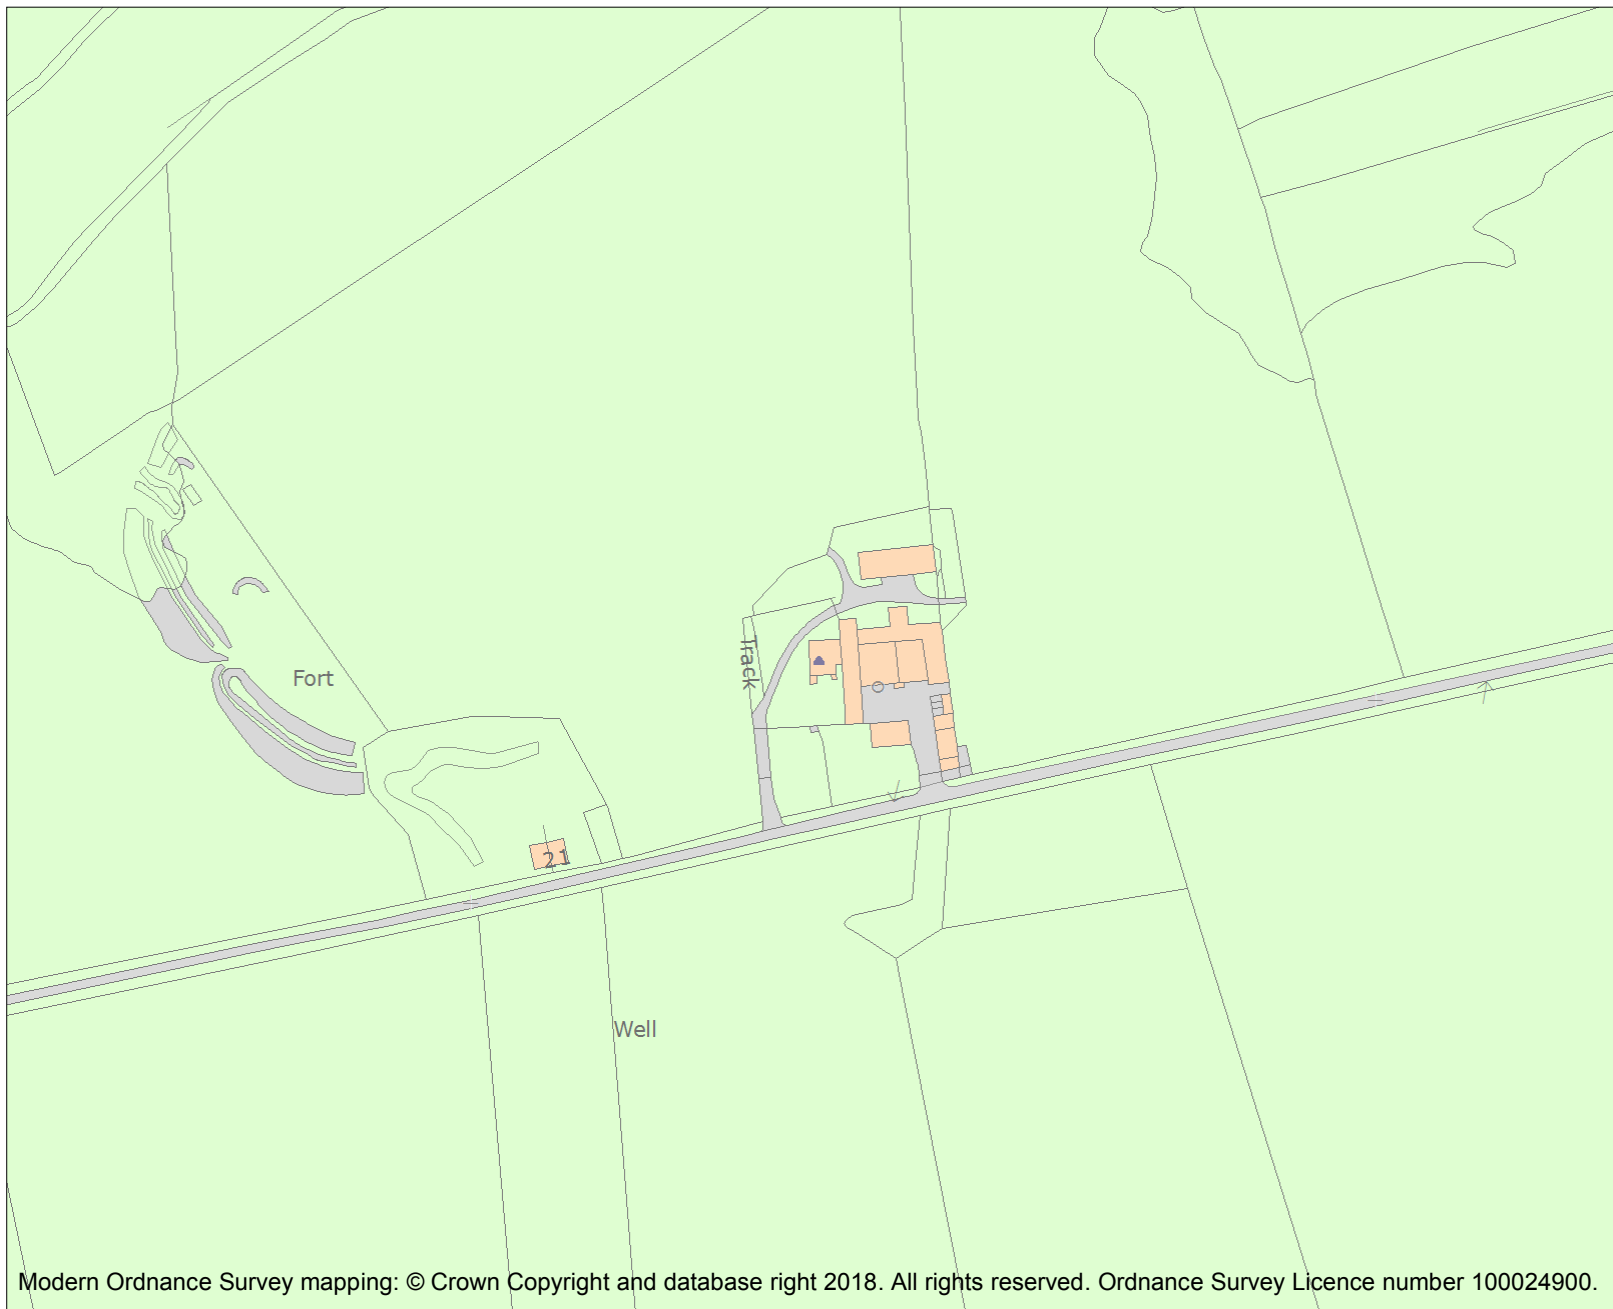 Track
Fort
21
Well
Modern Ordnance Survey mapping: © Crown Copyright and database right 2018. All rights reserved. Ordnance Survey Licence number 100024900.